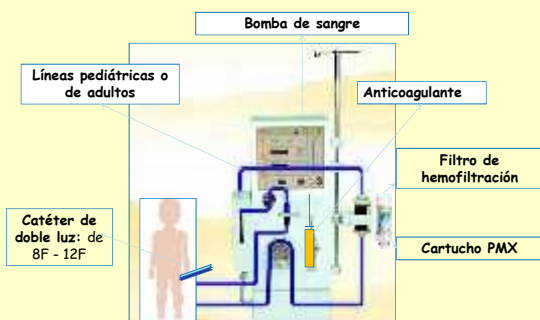 Bomba de sangre
Líneas pediátricas o
de adultos
Anticoagulante
Filtro de
hemofiltración
Catéter de
doble luz: de
8F - 12F
Cartucho PMX